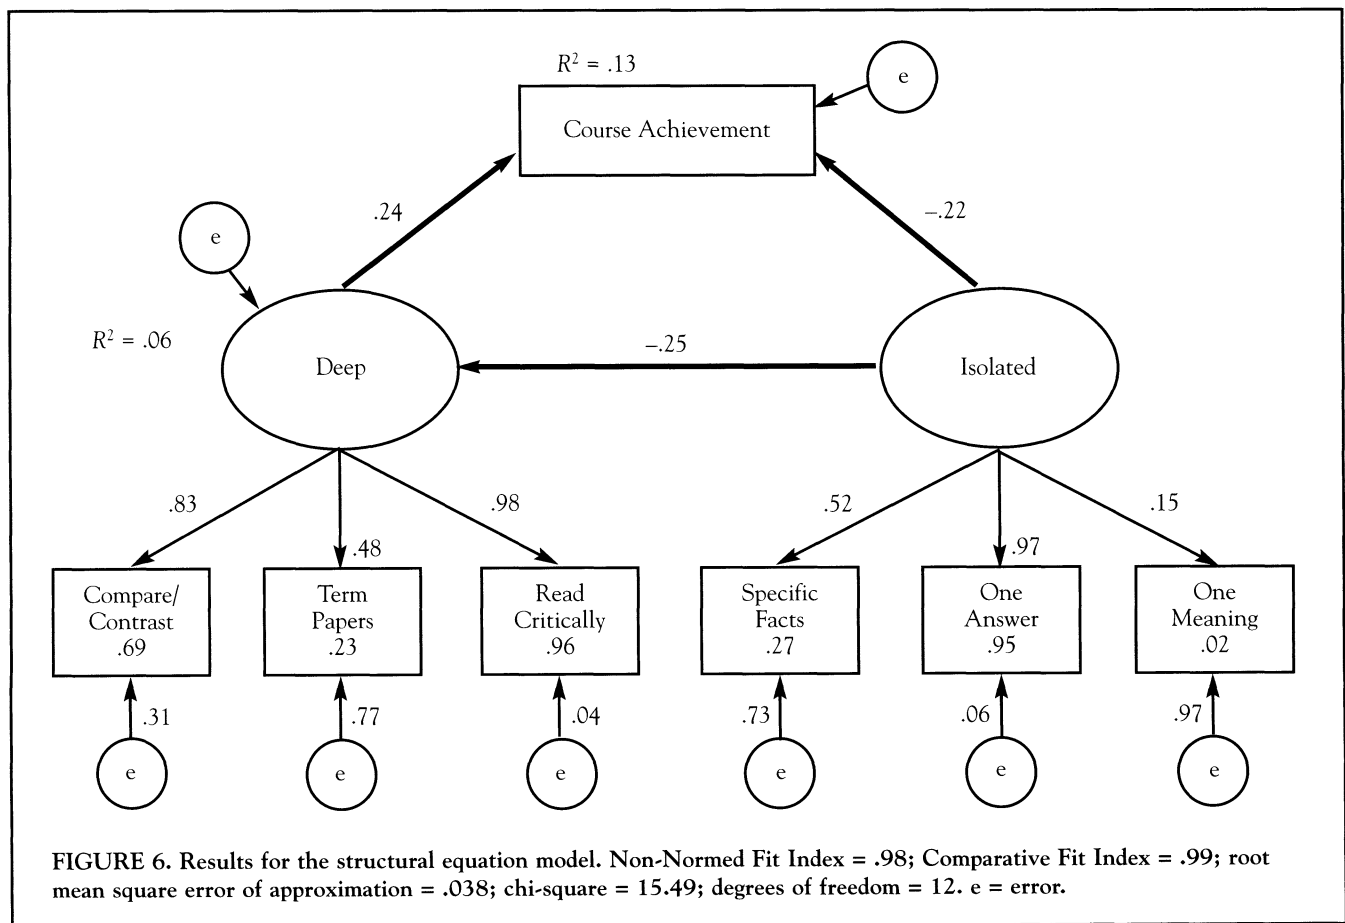 R² = .13
e
Course Achievement
.24
–.22
e
R² = .06
–.25
Deep
Isolated
.83
.98
.52
.15
.48
.97
Compare/
Contrast
.69
Term
Papers
.23
Read
Critically
.96
Specific
Facts
.27
One
Answer
.95
One
Meaning
.02
.31
.77
.04
.73
.06
.97
e
e
e
e
e
e
FIGURE 6. Results for the structural equation model. Non-Normed Fit Index = .98; Comparative Fit Index = .99; root
mean square error of approximation = .038; chi-square = 15.49; degrees of freedom = 12. e = error.